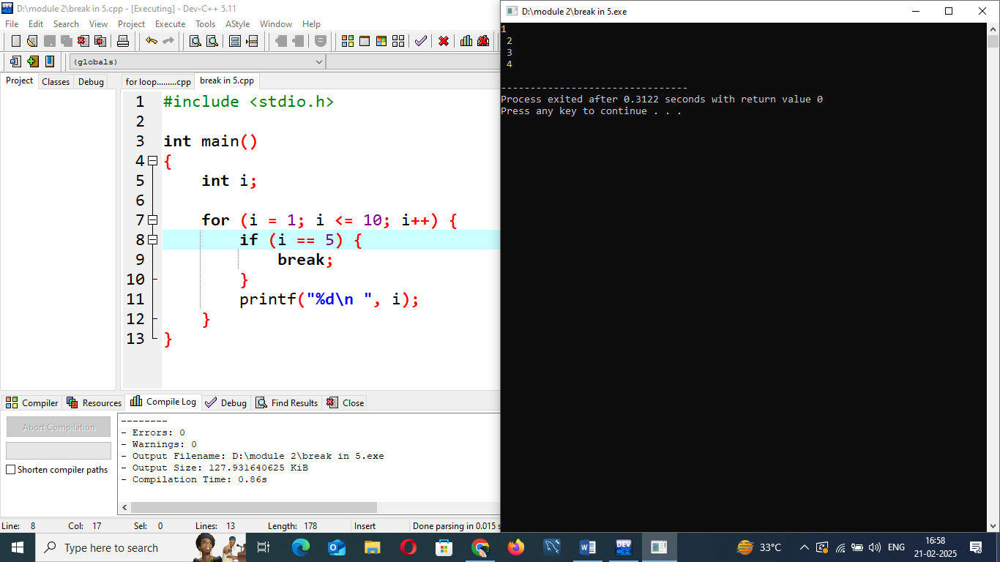 D:\module 2\break in 5.cpp - [Executing] - Dev-C++ 5.11
File Edit Search View Project Execute Tools AStyle Window Help
(globals)
Project Classes Debug
for loop.........cpp break in 5.cpp
1 #include <stdio.h>
2
3 int main()
4 {
5 int i;
6
7 for (i = 1; i <= 10; i++) {
8 if (i == 5) {
9 break;
10 }
11 printf("%d\n ", i);
12 }
13 }
Compiler Resources Compile Log Debug Find Results Close
Abort Compilation
Shorten compiler paths
--------
- Errors: 0
- Warnings: 0
- Output Filename: D:\module 2\break in 5.exe
- Output Size: 127.931640625 KiB
- Compilation Time: 0.86s
Line: 8 Col: 17 Sel: 0 Lines: 13 Length: 178 Insert Done parsing in 0.015 s
D:\module 2\break in 5.exe
1
2
3
4
--------------------------------
Process exited after 0.3122 seconds with return value 0
Press any key to continue . . .
Type here to search
DEV
33°C
ENG
16:58
21-02-2025